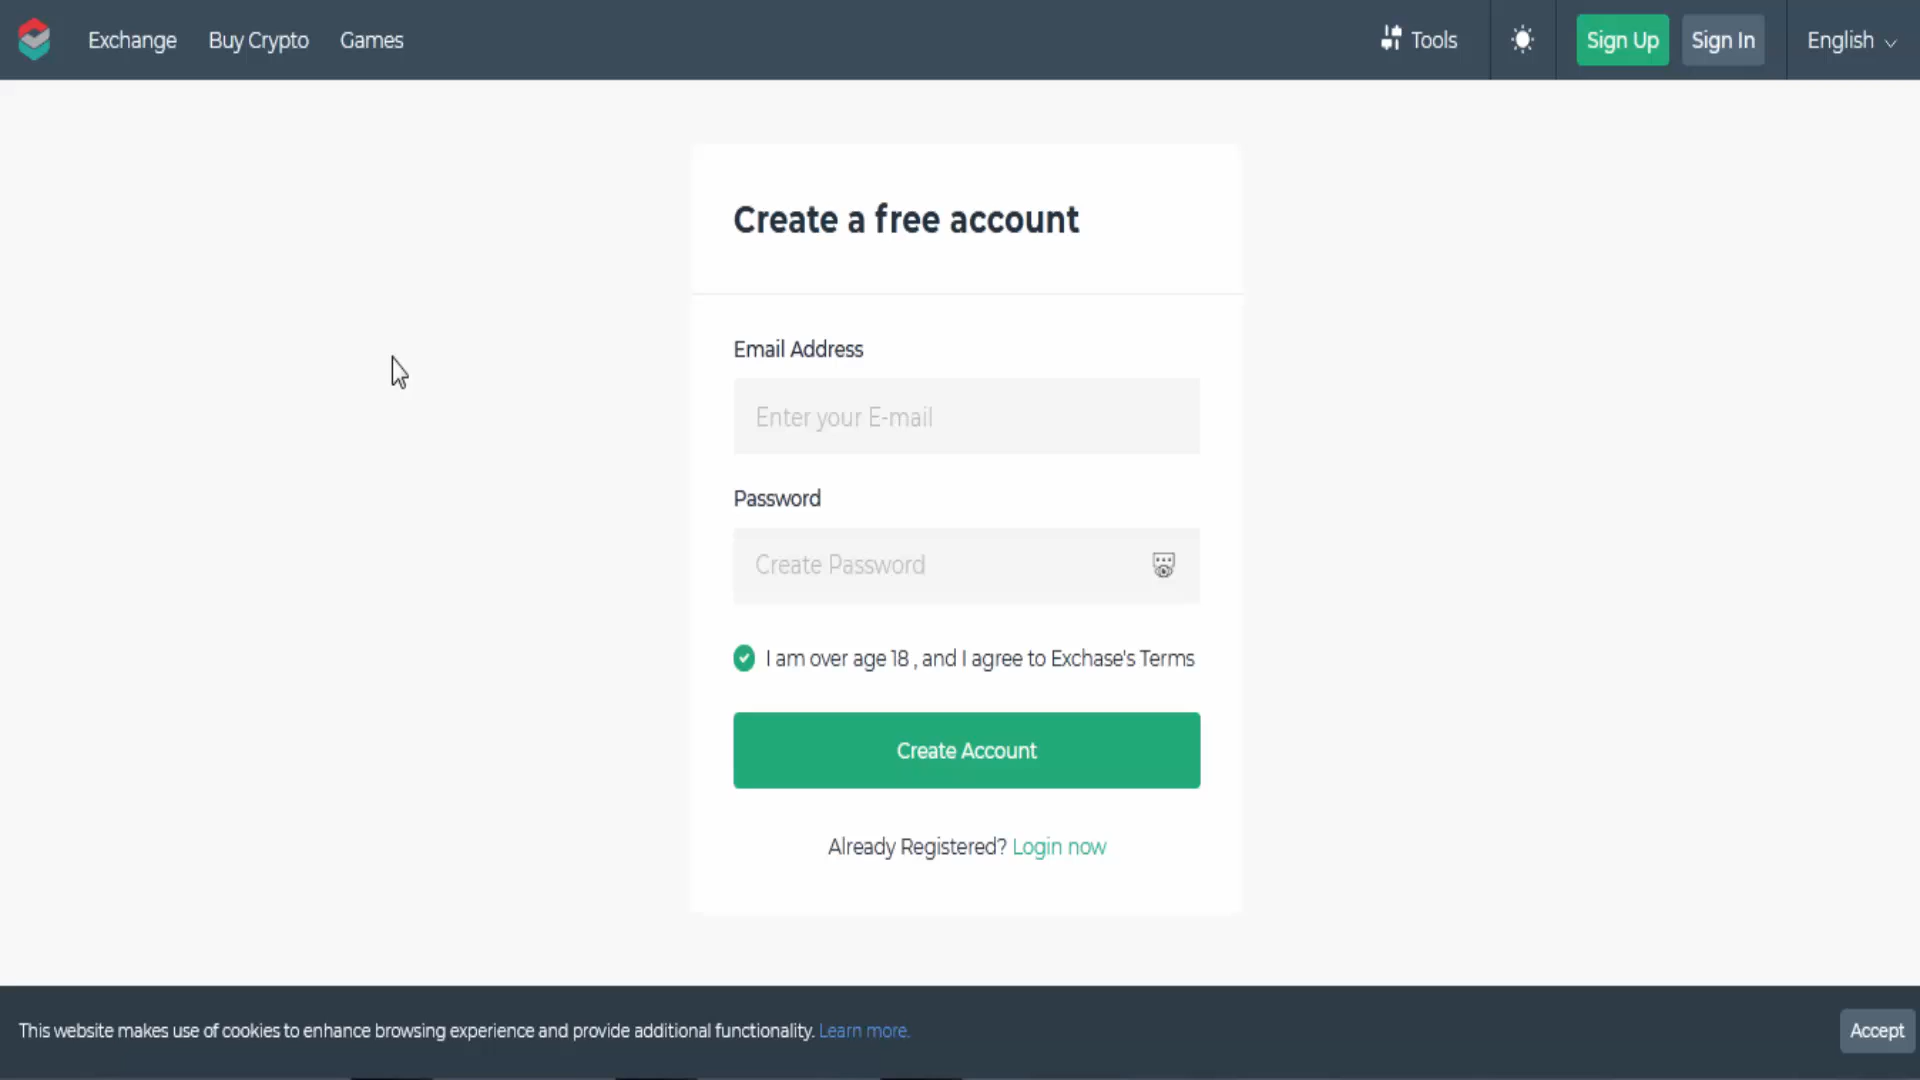 Exchange Buy Crypto Games Tools Sign Up Sign In English
Create a free account
Email Address
Enter your E-mail
Password
Create Password
I am over age 18 , and I agree to Exchase's Terms
Create Account
Already Registered? Login now
This website makes use of cookies to enhance browsing experience and provide additional functionality. Learn more. Accept